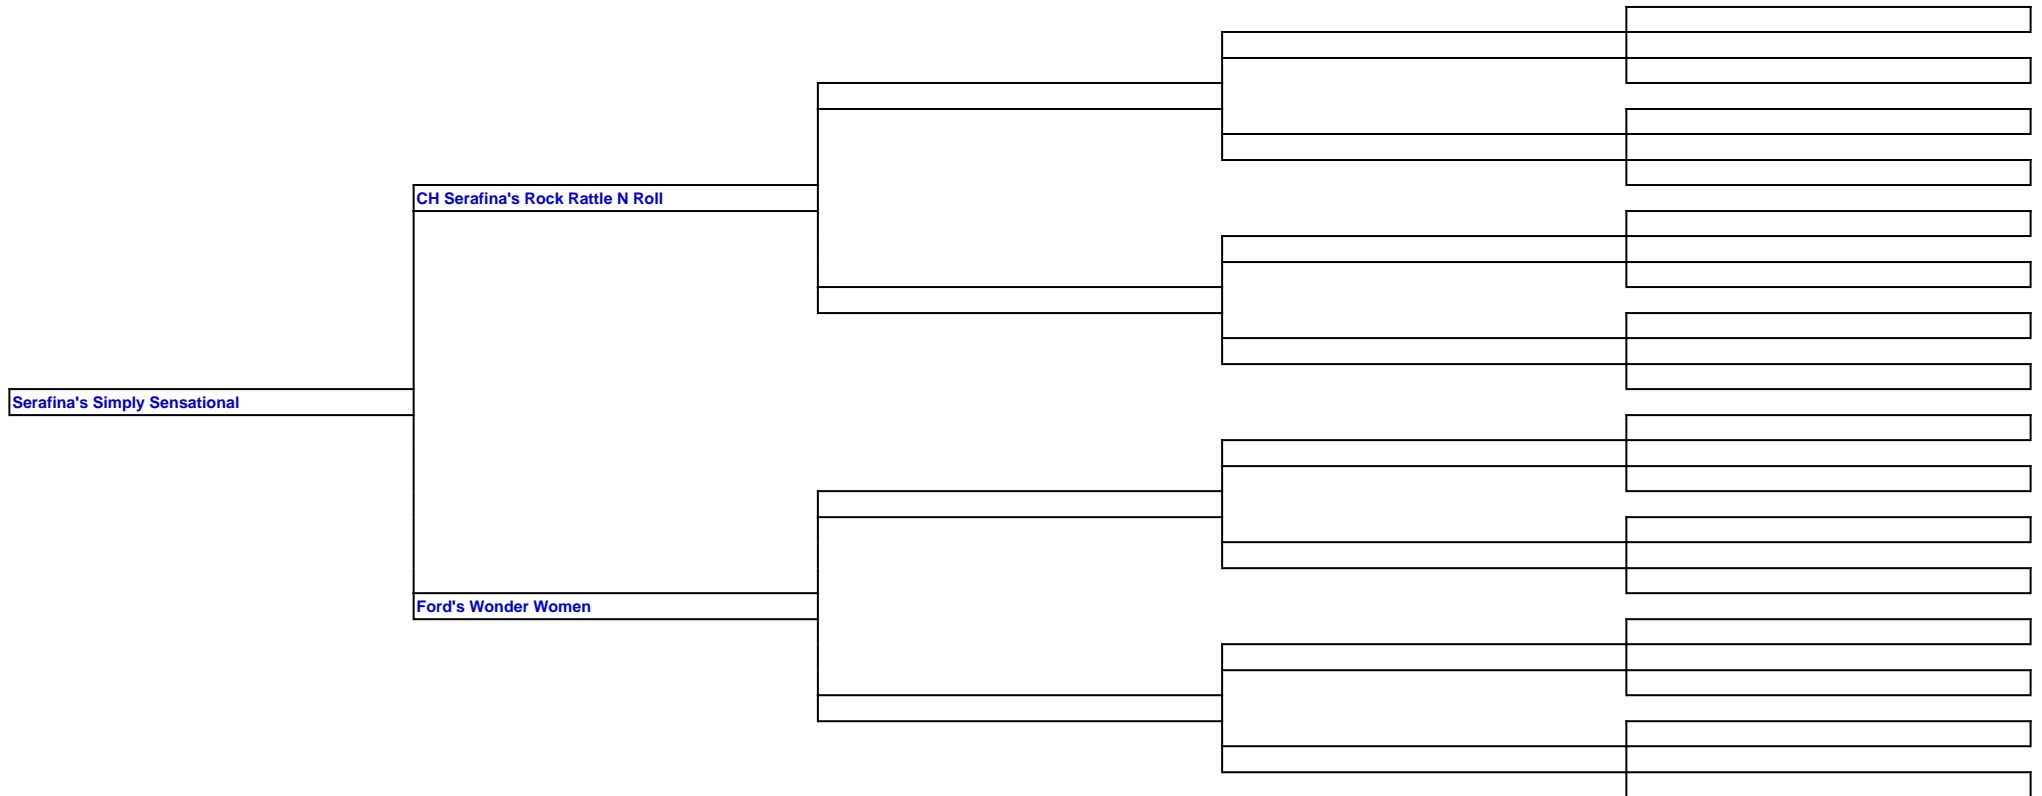 CH Serafina's Rock Rattle N Roll
Serafina's Simply Sensational
Ford's Wonder Women